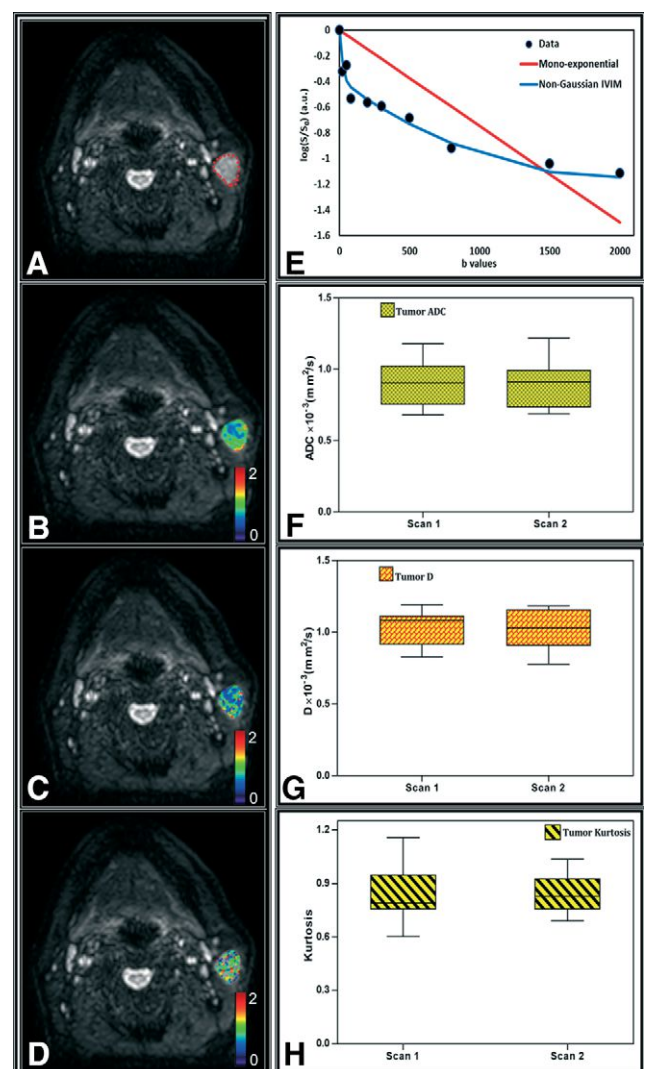 A
B
2
0
C
2
0
D
2
0
E
log(S/S₀) (a.u.)
0
-0.2
-0.4
-0.6
-0.8
-1
-1.2
-1.4
-1.6
Data
Mono-exponential
Non-Gaussian IVIM
0
500
1000
1500
2000
b values
F
ADC ×10⁻³(mm²/s)
1.5
1.0
0.5
0.0
Tumor ADC
Scan 1
Scan 2
G
D ×10⁻³(mm²/s)
1.5
1.0
0.5
0.0
Tumor D
Scan 1
Scan 2
H
Kurtosis
1.2
0.9
0.6
0.3
0.0
Tumor Kurtosis
Scan 1
Scan 2